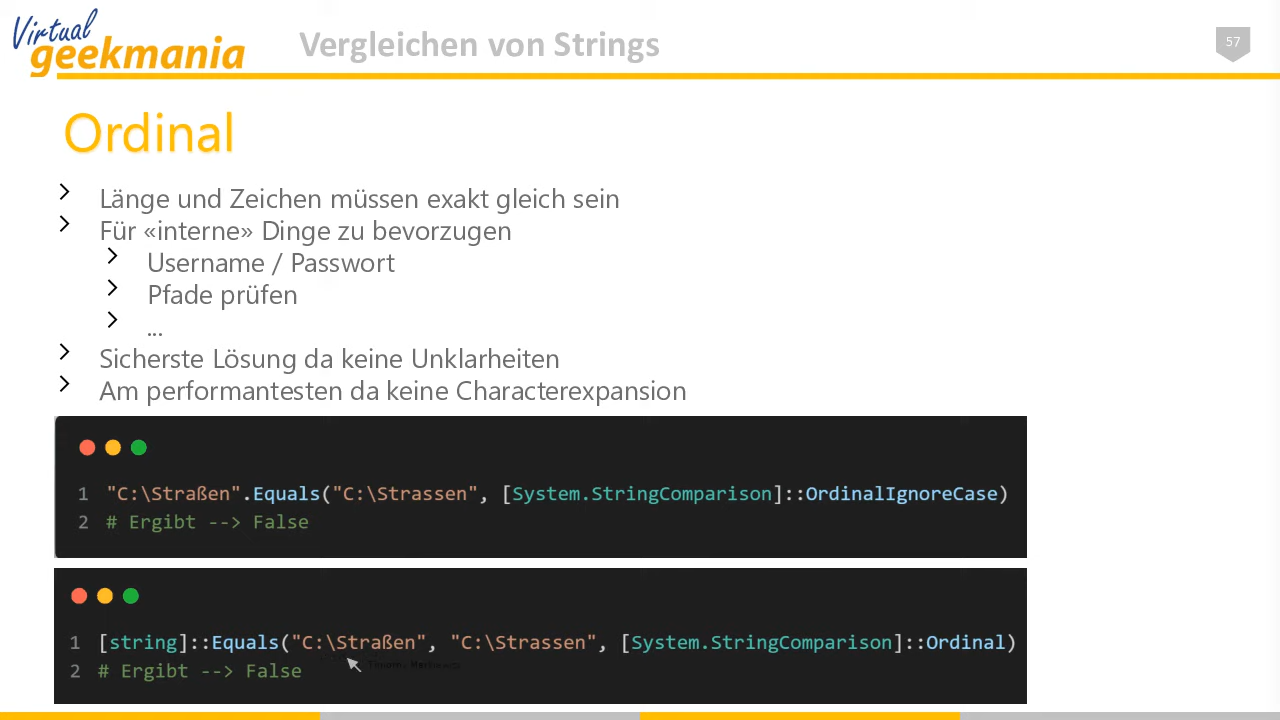 Virtual
geekmania
Vergleichen von Strings
57
Ordinal
Länge und Zeichen müssen exakt gleich sein
Für «interne» Dinge zu bevorzugen
Username / Passwort
Pfade prüfen
...
Sicherste Lösung da keine Unklarheiten
Am performantesten da keine Characterexpansion
1 "C:\Straßen".Equals("C:\Strassen", [System.StringComparison]::OrdinalIgnoreCase)
2 # Ergibt --> False
1 [string]::Equals("C:\Straßen", "C:\Strassen", [System.StringComparison]::Ordinal)
2 # Ergibt --> False